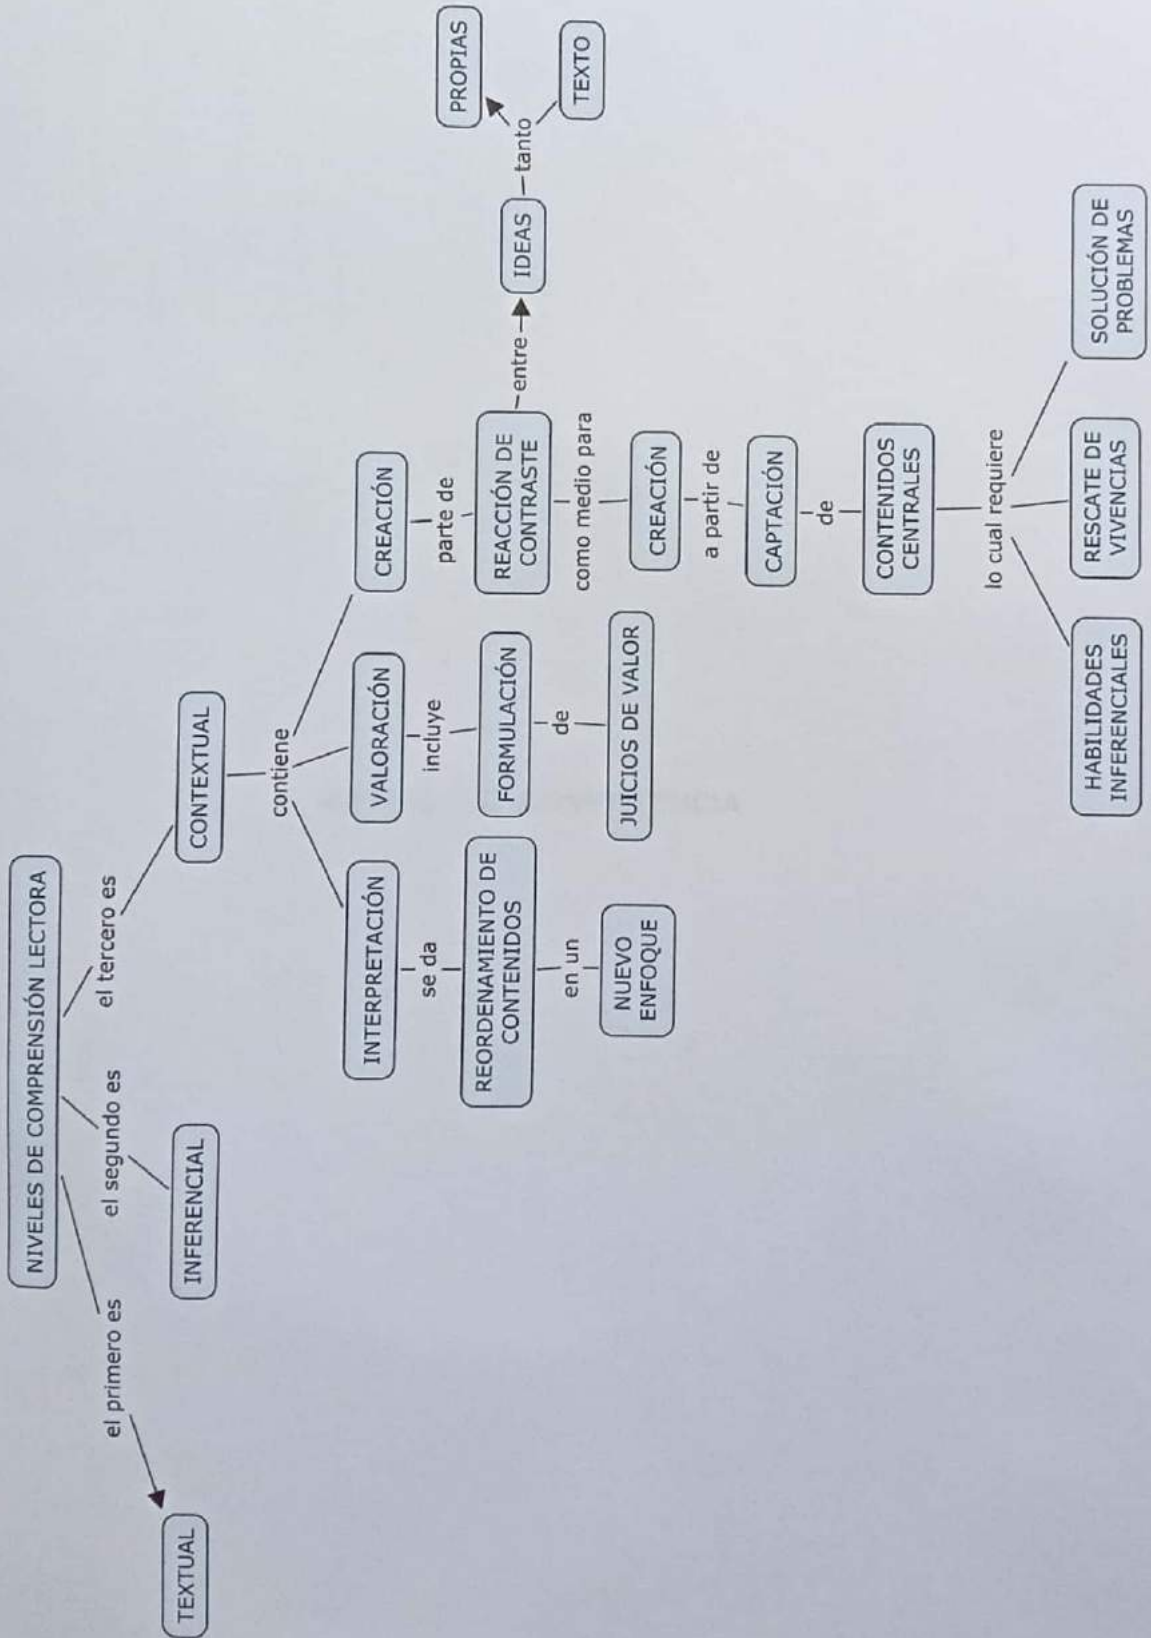 NIVELES DE COMPRENSIÓN LECTORA
el primero es
el segundo es
el tercero es
TEXTUAL
INFERENCIAL
CONTEXTUAL
contiene
INTERPRETACIÓN
VALORACIÓN
CREACIÓN
se da
incluye
parte de
REORDENAMIENTO DE
CONTENIDOS
FORMULACIÓN
REACCIÓN DE
CONTRASTE
entre
IDEAS
tanto
PROPIAS
TEXTO
en un
de
como medio para
NUEVO
ENFOQUE
JUICIOS DE VALOR
CREACIÓN
a partir de
CAPTACIÓN
de
CONTENIDOS
CENTRALES
lo cual requiere
HABILIDADES
INFERENCIALES
RESCATE DE
VIVENCIAS
SOLUCIÓN DE
PROBLEMAS